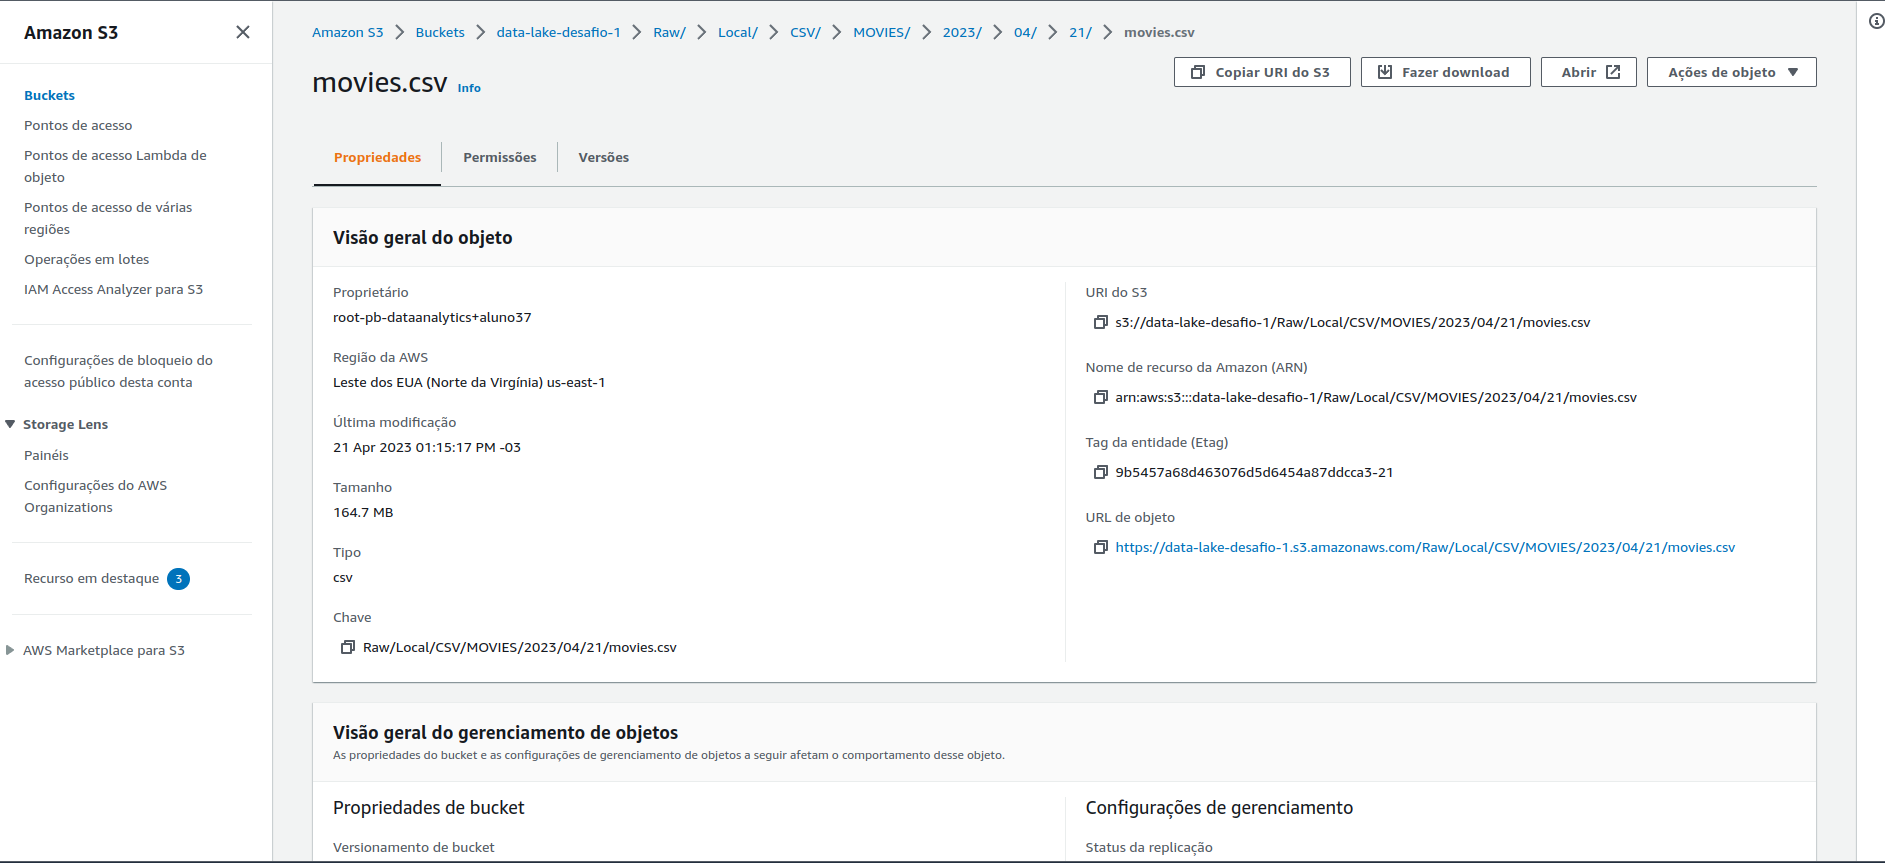 Amazon S3
Buckets
Pontos de acesso
Pontos de acesso Lambda de
objeto
Pontos de acesso de várias
regiões
Operações em lotes
IAM Access Analyzer para S3
Configurações de bloqueio do
acesso público desta conta
Storage Lens
Painéis
Configurações do AWS
Organizations
Recurso em destaque 3
AWS Marketplace para S3
Amazon S3 Buckets data-lake-desafio-1 Raw/ Local/ CSV/ MOVIES/ 2023/ 04/ 21/ movies.csv
movies.csv Info
Copiar URI do S3 Fazer download Abrir Ações de objeto
Propriedades Permissões Versões
Visão geral do objeto
Proprietário
root-pb-dataanalytics+aluno37
Região da AWS
Leste dos EUA (Norte da Virgínia) us-east-1
Última modificação
21 Apr 2023 01:15:17 PM -03
Tamanho
164.7 MB
Tipo
csv
Chave
Raw/Local/CSV/MOVIES/2023/04/21/movies.csv
URI do S3
s3://data-lake-desafio-1/Raw/Local/CSV/MOVIES/2023/04/21/movies.csv
Nome de recurso da Amazon (ARN)
arn:aws:s3:::data-lake-desafio-1/Raw/Local/CSV/MOVIES/2023/04/21/movies.csv
Tag da entidade (Etag)
9b5457a68d463076d5d6454a87ddcca3-21
URL de objeto
https://data-lake-desafio-1.s3.amazonaws.com/Raw/Local/CSV/MOVIES/2023/04/21/movies.csv
Visão geral do gerenciamento de objetos
As propriedades do bucket e as configurações de gerenciamento de objetos a seguir afetam o comportamento desse objeto.
Propriedades de bucket
Versionamento de bucket
Configurações de gerenciamento
Status da replicação